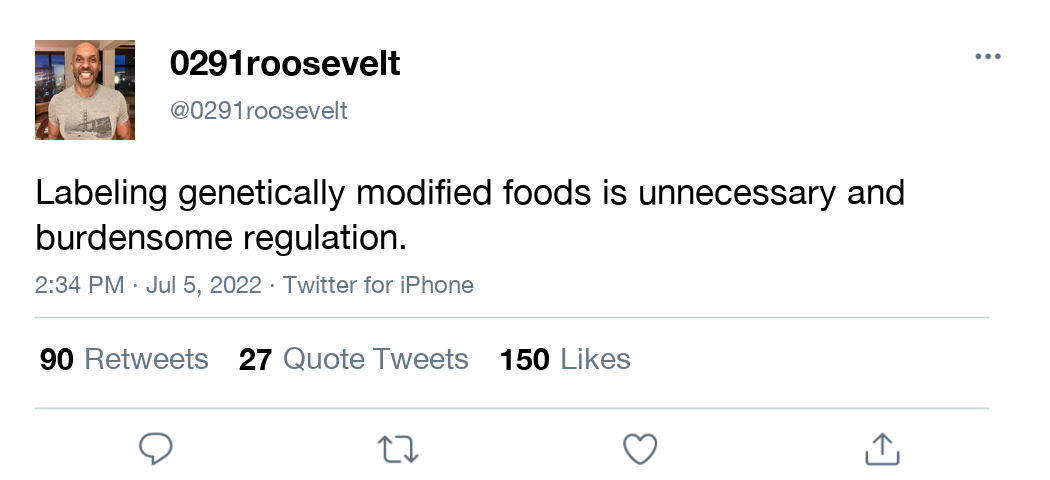 0291roosevelt
@0291roosevelt
Labeling genetically modified foods is unnecessary and
burdensome regulation.
2:34 PM · Jul 5, 2022 · Twitter for iPhone
90 Retweets 27 Quote Tweets 150 Likes